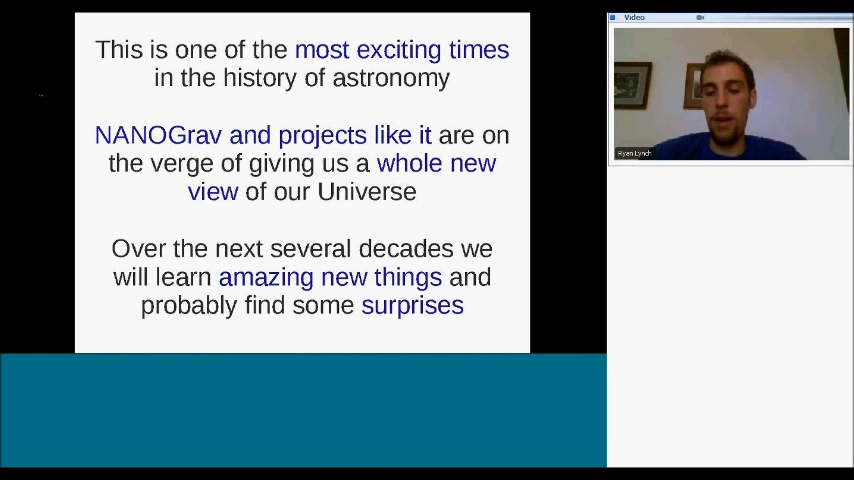 This is one of the most exciting times
in the history of astronomy
NANOGrav and projects like it are on
the verge of giving us a whole new
view of our Universe
Over the next several decades we
will learn amazing new things and
probably find some surprises
Video
Ryan Lynch